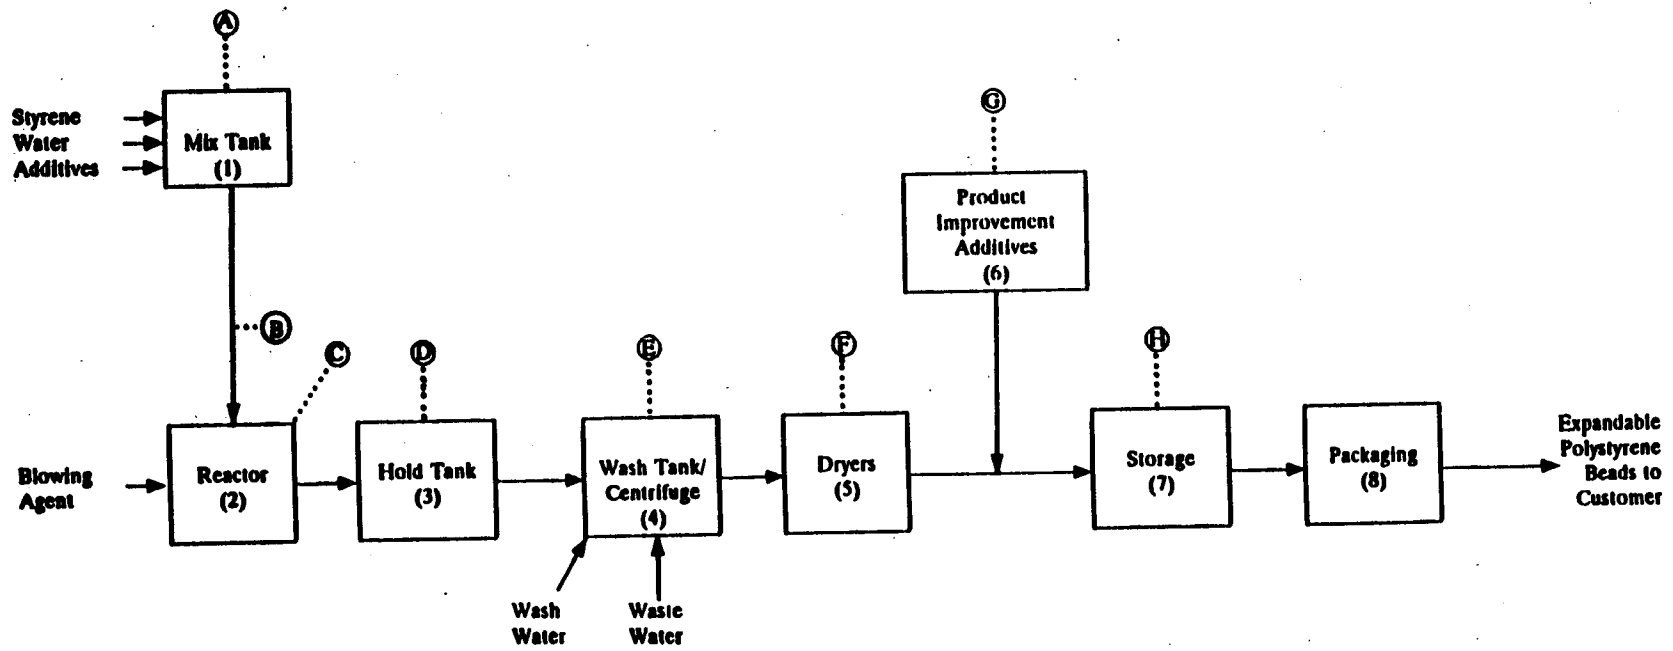 A
Styrene
Water
Additives
Mix Tank
(1)
G
Product
Improvement
Additives
(6)
B
C
D
E
F
H
Blowing
Agent
Reactor
(2)
Hold Tank
(3)
Wash Tank/
Centrifuge
(4)
Dryers
(5)
Storage
(7)
Packaging
(8)
Expandable
Polystyrene
Beads to
Customer
Wash
Water
Waste
Water